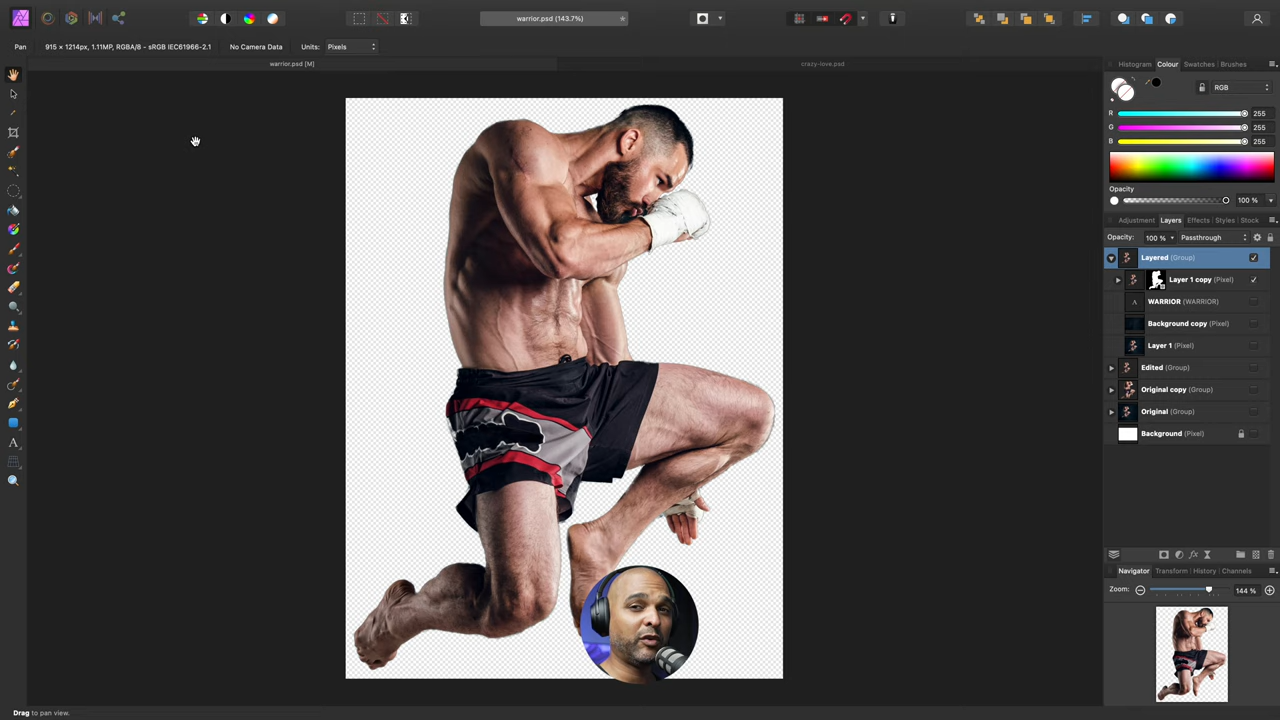 warrior.psd (143.7%)
Pan
915 × 1214px, 1.11MP, RGBA/8 - sRGB IEC61966-2.1
No Camera Data
Units:
Pixels
warrior.psd [M]
crazy-love.psd
Histogram
Colour
Swatches
Brushes
RGB
R
255
G
255
B
255
Opacity
100 %
Adjustment
Layers
Effects
Styles
Stock
Opacity:
100 %
Passthrough
Layered (Group)
Layer 1 copy (Pixel)
WARRIOR (WARRIOR)
Background copy (Pixel)
Layer 1 (Pixel)
Edited (Group)
Original copy (Group)
Original (Group)
Background (Pixel)
Navigator
Transform
History
Channels
Zoom:
144 %
Drag to pan view.